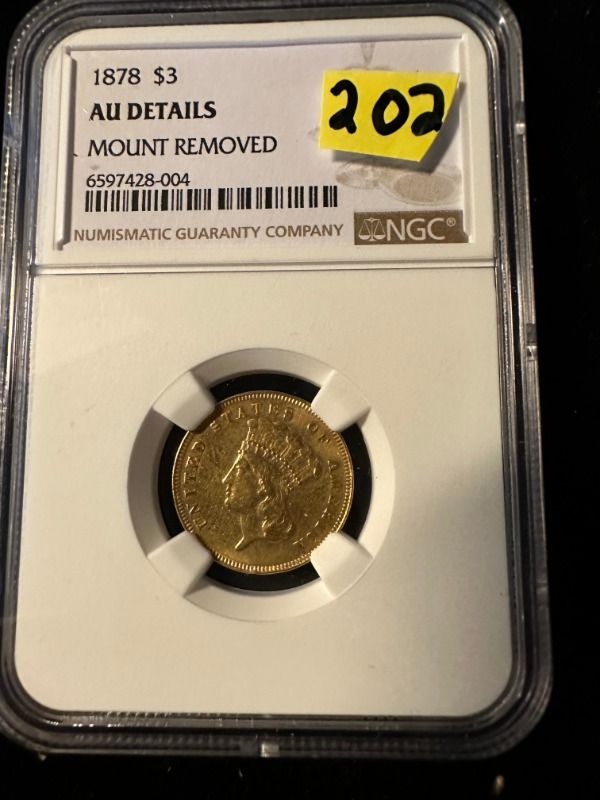 1878 $3
202
AU DETAILS
MOUNT REMOVED
6597428-004
NUMISMATIC GUARANTY COMPANY NGC®
UNITED STATES OF AMERICA